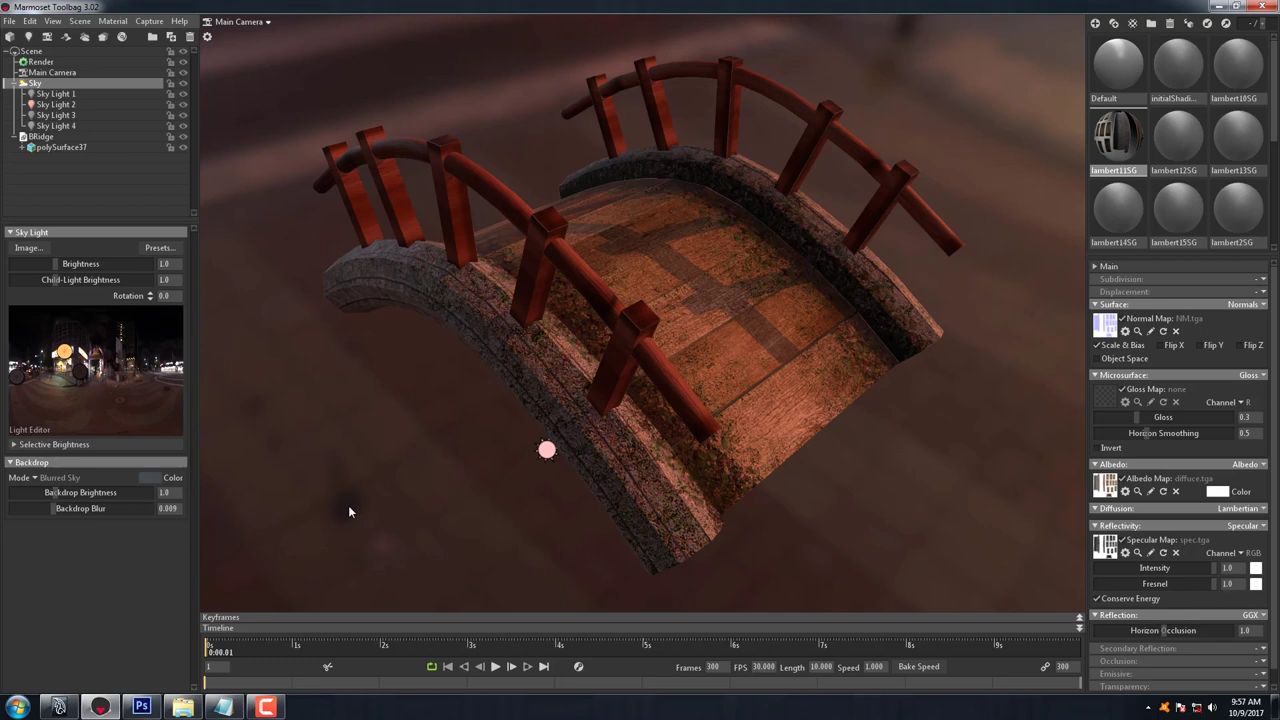 Marmoset Toolbag 3.02
File Edit View Scene Material Capture Help
Main Camera
Scene
Render
Main Camera
Sky
Sky Light 1
Sky Light 2
Sky Light 3
Sky Light 4
BRidge
polySurface37
Sky Light
Image... Presets...
Brightness 1.0
Child-Light Brightness 1.0
Rotation 0.0
Light Editor
Selective Brightness
Backdrop
Mode Blurred Sky Color
Backdrop Brightness 1.0
Backdrop Blur 0.009
Keyframes
Timeline
0s 1s 2s 3s 4s 5s 6s 7s 8s 9s
0:00.01
1 Frames 300 FPS 30.000 Length 10.000 Speed 1.000 Bake Speed 300
- /
Default initialShadi... lambert10SG
lambert11SG lambert12SG lambert13SG
lambert14SG lambert15SG lambert2SG
Main
Subdivision: -
Displacement: -
Surface: Normals
Normal Map: NM.tga
Scale & Bias Flip X Flip Y Flip Z
Object Space
Microsurface: Gloss
Gloss Map: none
Channel R
Gloss 0.3
Horizon Smoothing 0.5
Invert
Albedo: Albedo
Albedo Map: diffuce.tga
Color
Diffusion: Lambertian
Reflectivity: Specular
Specular Map: spec.tga
Channel RGB
Intensity 1.0
Fresnel 1.0
Conserve Energy
Reflection: GGX
Horizon Occlusion 1.0
Secondary Reflection: -
Occlusion: -
Emissive: -
Transparency: -
Ps
9:57 AM
10/9/2017